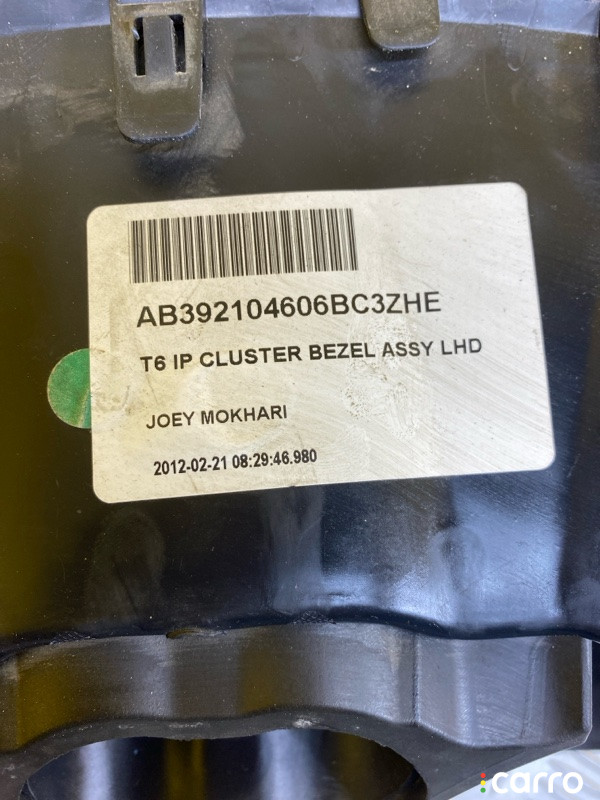 AB392104606BC3ZHE
T6 IP CLUSTER BEZEL ASSY LHD
JOEY MOKHARI
2012-02-21 08:29:46.980
carro